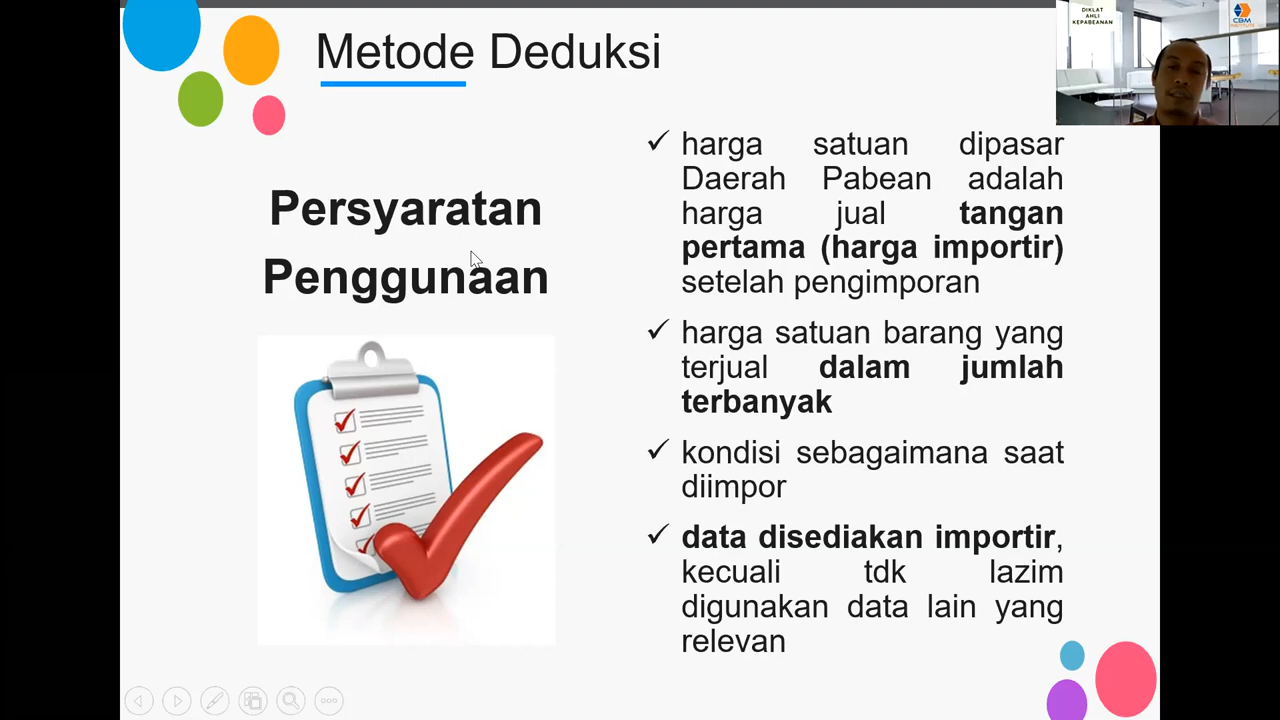 Metode Deduksi
Persyaratan
Penggunaan
harga satuan dipasar
Daerah Pabean adalah
harga jual tangan
pertama (harga importir)
setelah pengimporan
harga satuan barang yang
terjual dalam jumlah
terbanyak
kondisi sebagaimana saat
diimpor
data disediakan importir,
kecuali tdk lazim
digunakan data lain yang
relevan
DIKLAT
AHLI
KEPABEANAN
CBM